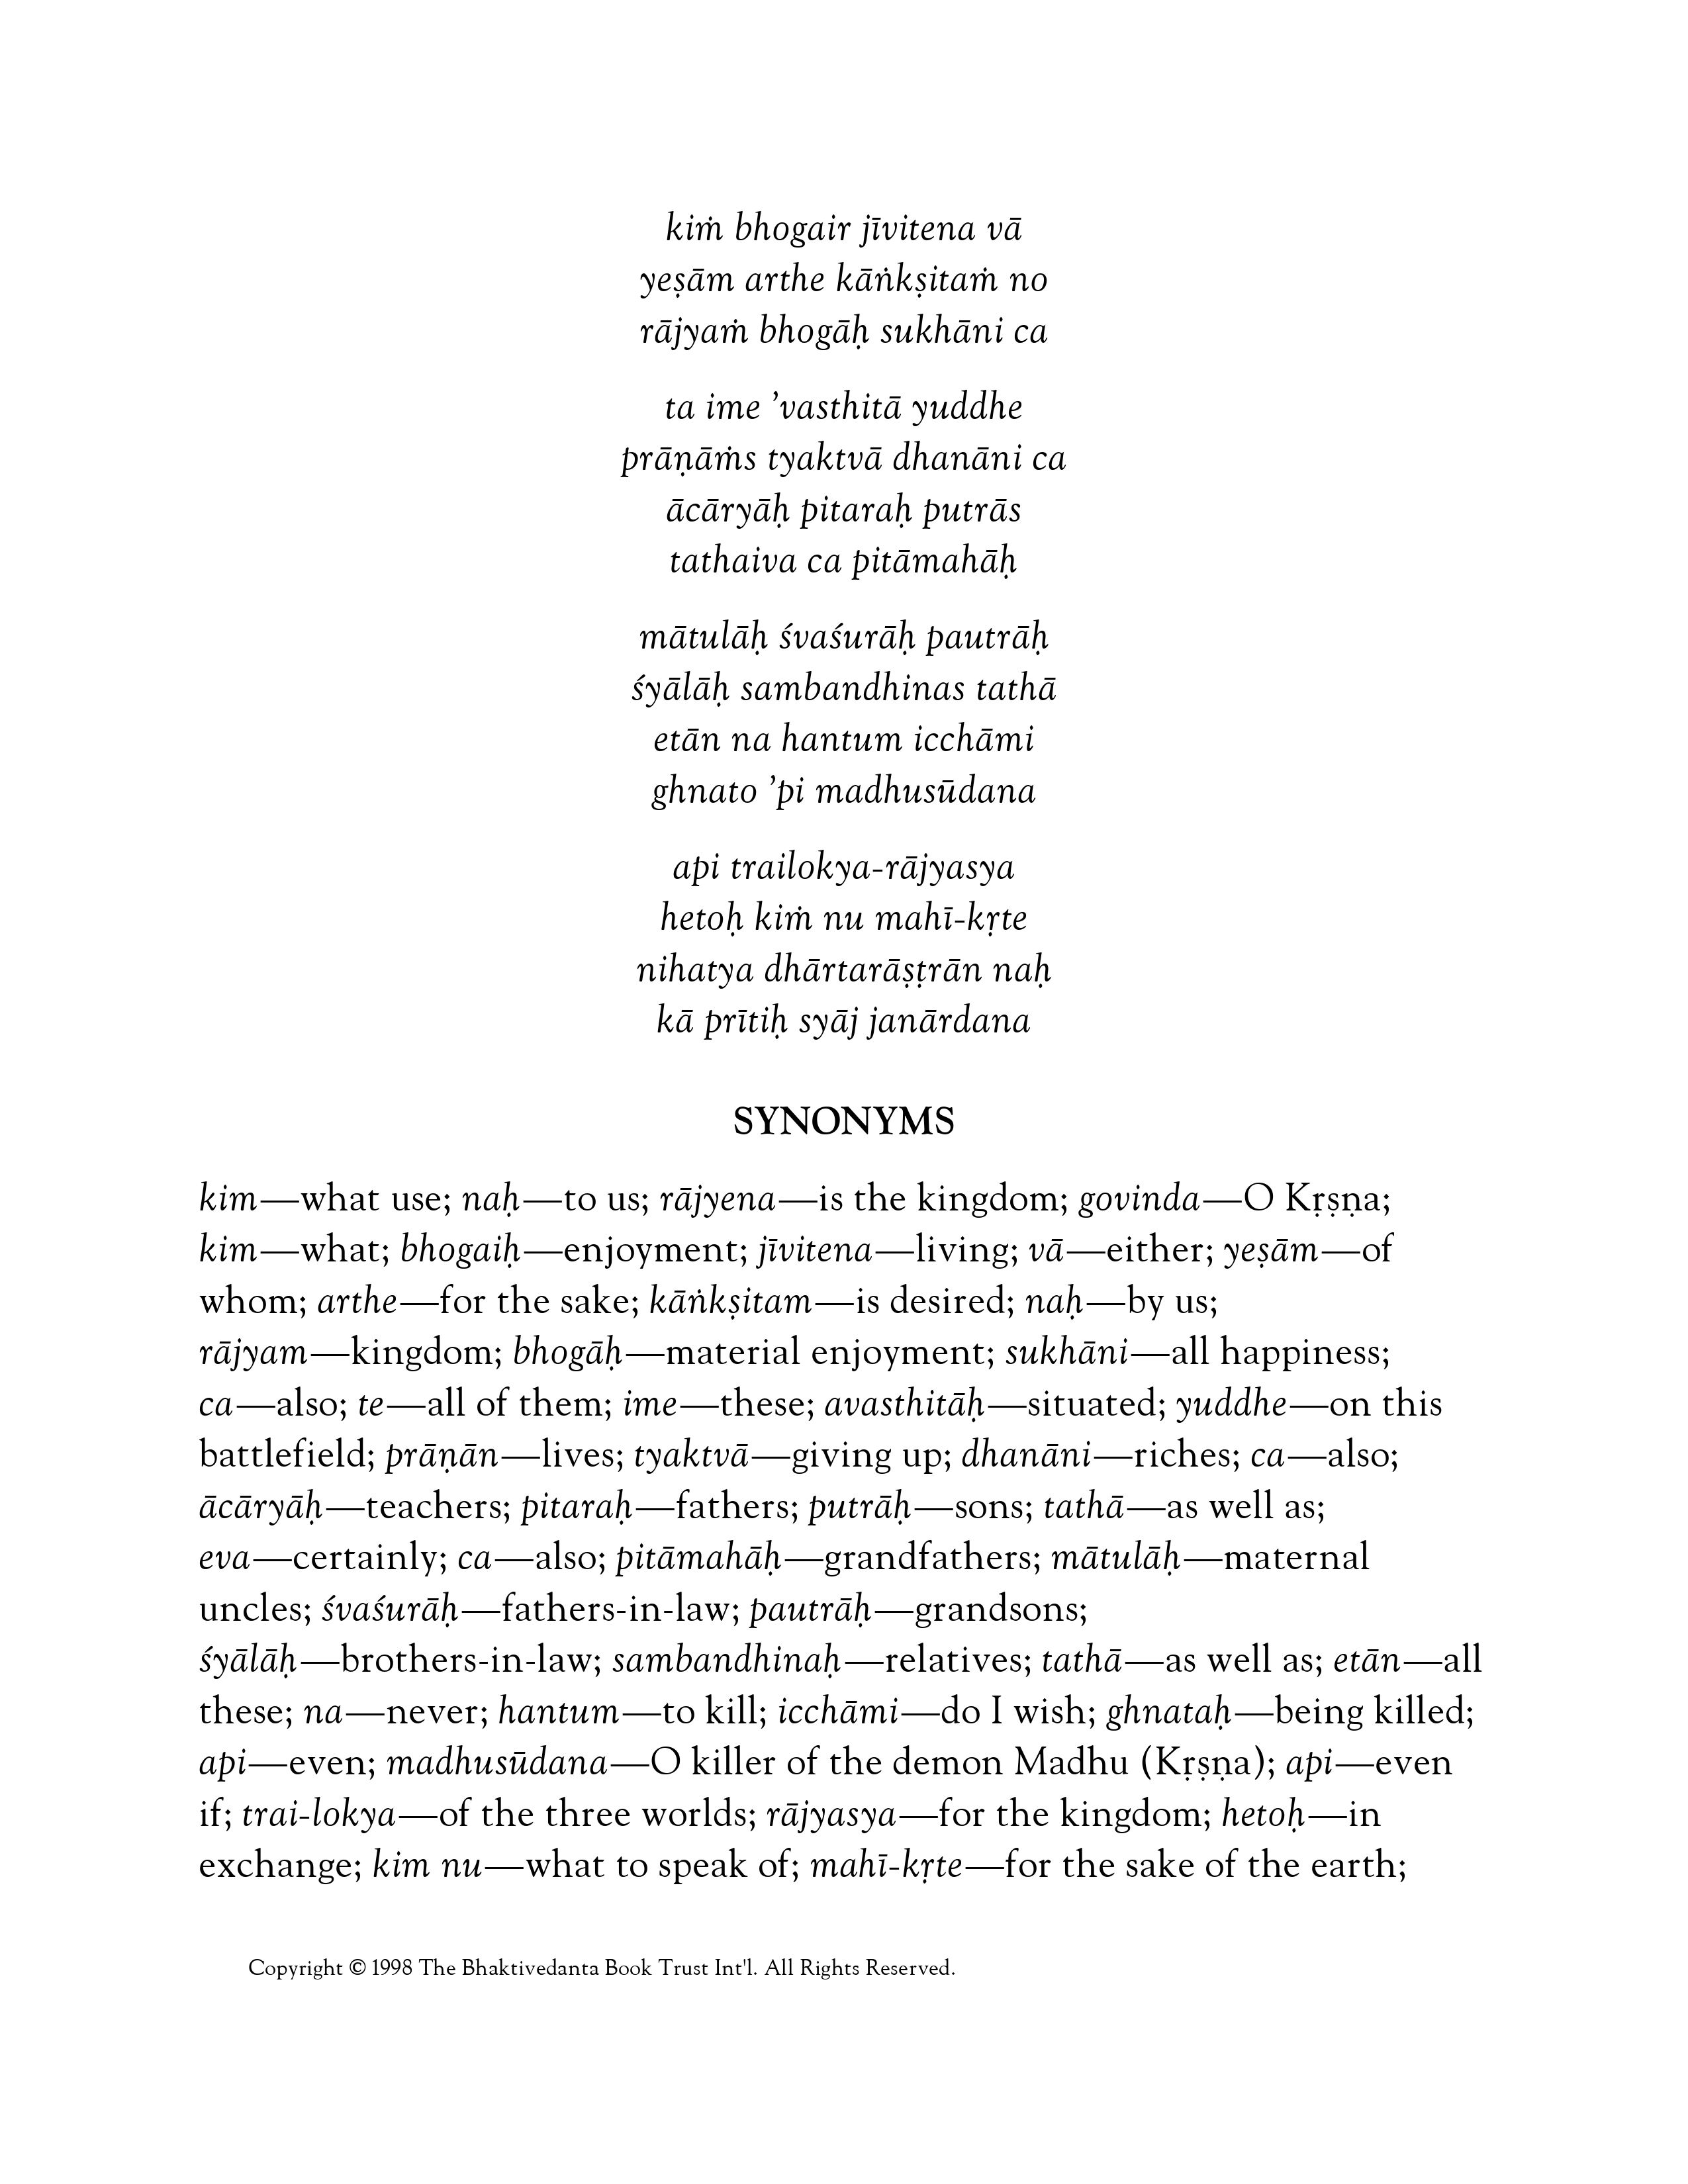 kiṁ bhogair jīvitena vā
yeṣām arthe kāṅkṣitaṁ no
rājyaṁ bhogāḥ sukhāni ca
ta ime ’vasthitā yuddhe
prāṇāṁs tyaktvā dhanāni ca
ācāryāḥ pitaraḥ putrās
tathaiva ca pitāmahāḥ
mātulāḥ śvaśurāḥ pautrāḥ
śyālāḥ sambandhinas tathā
etān na hantum icchāmi
ghnato ’pi madhusūdana
api trailokya-rājyasya
hetoḥ kiṁ nu mahī-kṛte
nihatya dhārtarāṣṭrān naḥ
kā prītiḥ syāj janārdana
SYNONYMS
kim—what use; naḥ—to us; rājyena—is the kingdom; govinda—O Kṛṣṇa;
kim—what; bhogaiḥ—enjoyment; jīvitena—living; vā—either; yeṣām—of
whom; arthe—for the sake; kāṅkṣitam—is desired; naḥ—by us;
rājyam—kingdom; bhogāḥ—material enjoyment; sukhāni—all happiness;
ca—also; te—all of them; ime—these; avasthitāḥ—situated; yuddhe—on this
battlefield; prāṇān—lives; tyaktvā—giving up; dhanāni—riches; ca—also;
ācāryāḥ—teachers; pitaraḥ—fathers; putrāḥ—sons; tathā—as well as;
eva—certainly; ca—also; pitāmahāḥ—grandfathers; mātulāḥ—maternal
uncles; śvaśurāḥ—fathers-in-law; pautrāḥ—grandsons;
śyālāḥ—brothers-in-law; sambandhinaḥ—relatives; tathā—as well as; etān—all
these; na—never; hantum—to kill; icchāmi—do I wish; ghnataḥ—being killed;
api—even; madhusūdana—O killer of the demon Madhu (Kṛṣṇa); api—even
if; trai-lokya—of the three worlds; rājyasya—for the kingdom; hetoḥ—in
exchange; kim nu—what to speak of; mahī-kṛte—for the sake of the earth;
Copyright © 1998 The Bhaktivedanta Book Trust Int'l. All Rights Reserved.